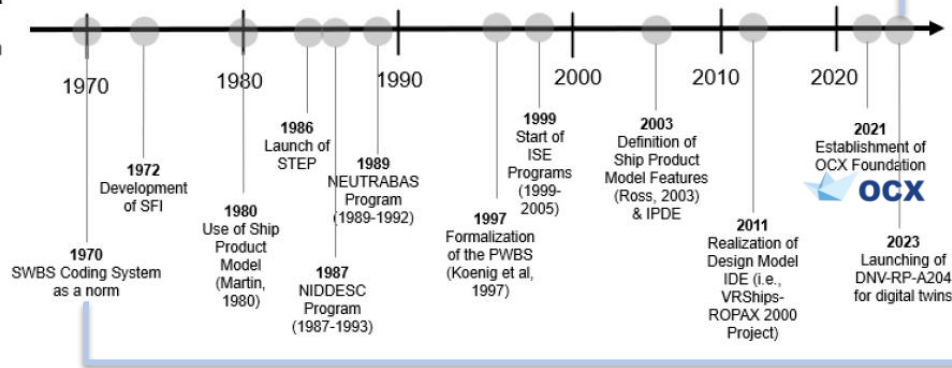 1970
1980
1990
2000
2010
2020
1970
SWBS Coding System
as a norm
1972
Development
of SFI
1980
Use of Ship
Product
Model
(Martin,
1980)
1986
Launch of
STEP
1987
NIDDESC
Program
(1987-1993)
1989
NEUTRABAS
Program
(1989-1992)
1997
Formalization
of the PWBS
(Koenig et al,
1997)
1999
Start of
ISE
Programs
(1999-
2005)
2003
Definition of
Ship Product
Model Features
(Ross, 2003)
& IPDE
2011
Realization of
Design Model
IDE (i.e.,
VRShips-
ROPAX 2000
Project)
2021
Establishment of
OCX Foundation
OCX
2023
Launching of
DNV-RP-A204
for digital twins